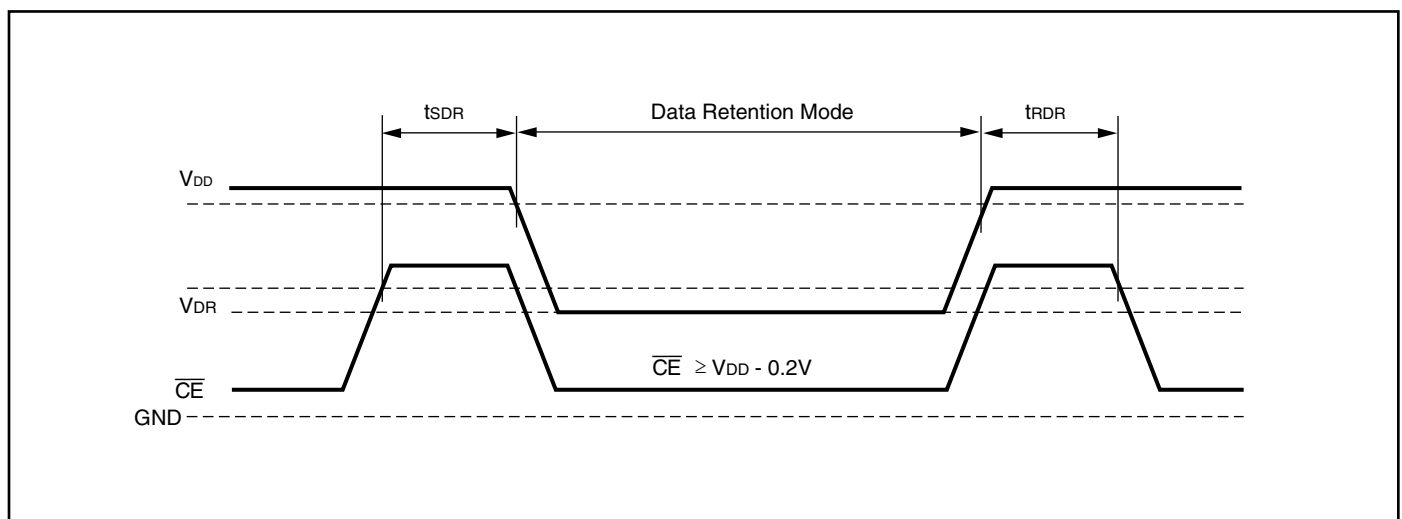 tSDR Data Retention Mode tRDR
VDD
VDR
CE ≥ VDD - 0.2V
CE
GND